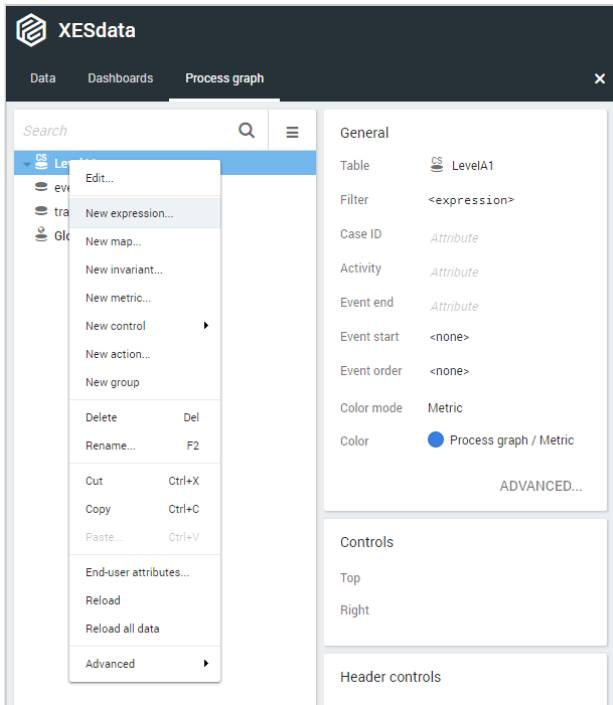 XESdata
Data Dashboards Process graph
Search
CS
Edit...
New expression...
New map...
New invariant...
New metric...
New control
New action...
New group
Delete Del
Rename... F2
Cut Ctrl+X
Copy Ctrl+C
Paste... Ctrl+V
End-user attributes...
Reload
Reload all data
Advanced
General
Table CS LevelA1
Filter <expression>
Case ID Attribute
Activity Attribute
Event end Attribute
Event start <none>
Event order <none>
Color mode Metric
Color Process graph / Metric
ADVANCED...
Controls
Top
Right
Header controls